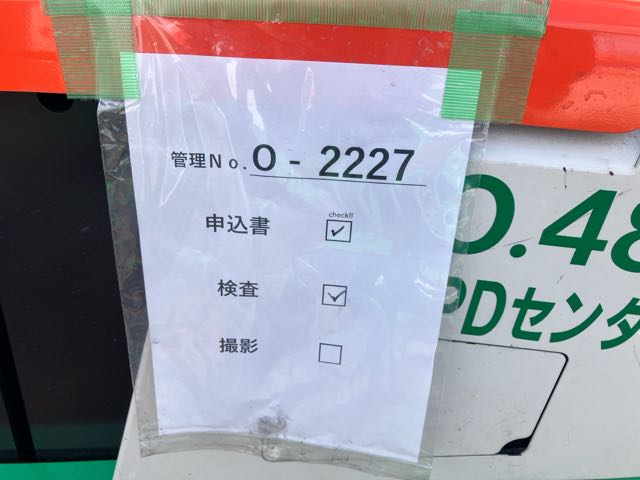 管理No. O - 2227
check!!
申込書 ☑
検査 ☑
撮影 ☐
O.48
PDセンタ